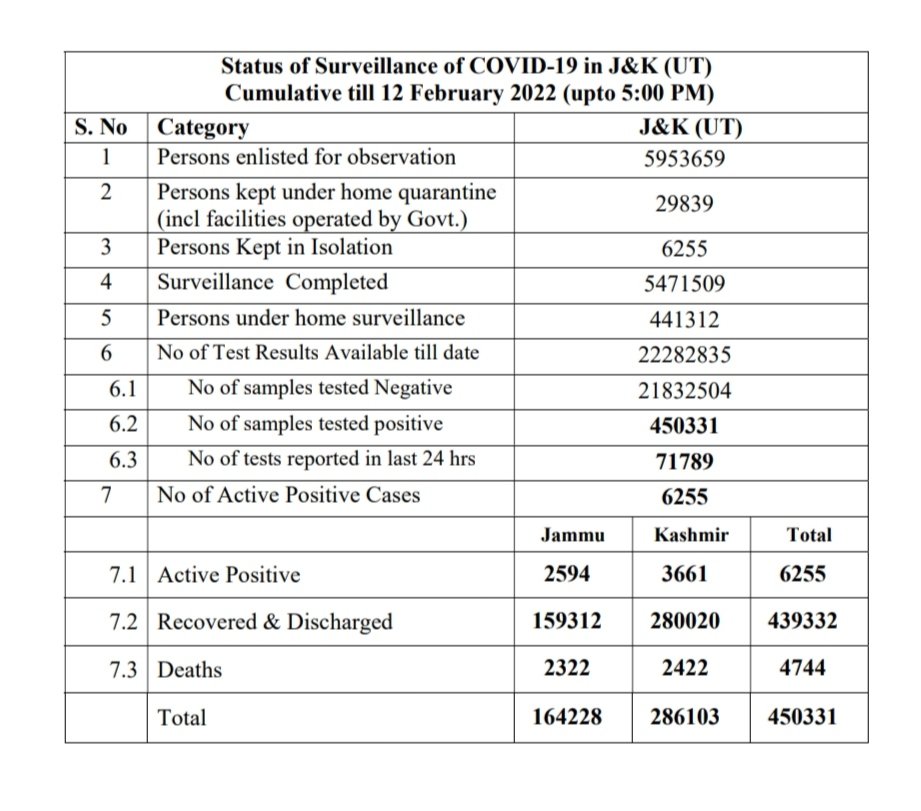 Status of Surveillance of COVID-19 in J&K (UT)
Cumulative till 12 February 2022 (upto 5:00 PM)
S. No Category J&K (UT)
1 Persons enlisted for observation 5953659
2 Persons kept under home quarantine
(incl facilities operated by Govt.) 29839
3 Persons Kept in Isolation 6255
4 Surveillance Completed 5471509
5 Persons under home surveillance 441312
6 No of Test Results Available till date 22282835
6.1 No of samples tested Negative 21832504
6.2 No of samples tested positive 450331
6.3 No of tests reported in last 24 hrs 71789
7 No of Active Positive Cases 6255
Jammu Kashmir Total
7.1 Active Positive 2594 3661 6255
7.2 Recovered & Discharged 159312 280020 439332
7.3 Deaths 2322 2422 4744
Total 164228 286103 450331